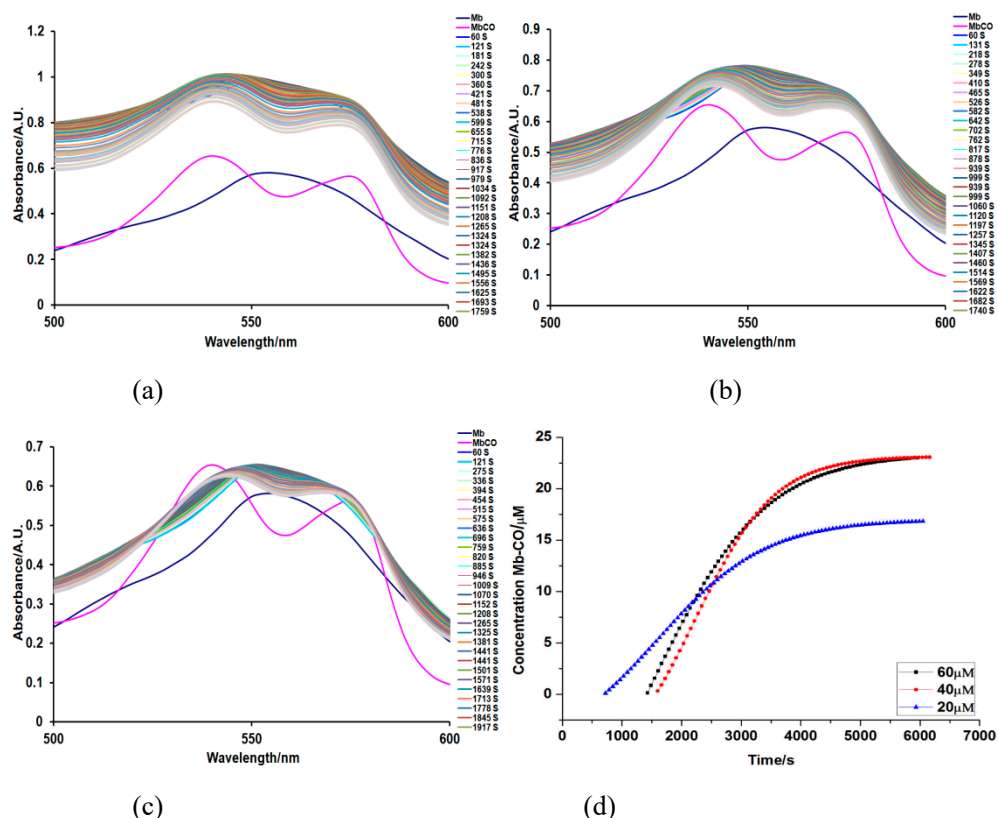 Absorbance/A.U.
1.2
1
0.8
0.6
0.4
0.2
0
500
550
600
Wavelength/nm
Mb
MbCO
60 S
121 S
181 S
242 S
300 S
360 S
421 S
481 S
538 S
599 S
655 S
715 S
776 S
836 S
917 S
979 S
1034 S
1092 S
1151 S
1208 S
1265 S
1324 S
1324 S
1382 S
1436 S
1495 S
1556 S
1625 S
1632 S
1693 S
1759 S
(a)
Absorbance/A.U.
0.9
0.8
0.7
0.6
0.5
0.4
0.3
0.2
0.1
0
500
550
600
Wavelength/nm
Mb
MbCO
60 S
131 S
218 S
278 S
349 S
410 S
465 S
526 S
582 S
642 S
702 S
762 S
817 S
878 S
939 S
999 S
939 S
999 S
1060 S
1120 S
1197 S
1257 S
1345 S
1407 S
1460 S
1514 S
1569 S
1622 S
1682 S
1740 S
(b)
Absorbance/A.U.
0.7
0.6
0.5
0.4
0.3
0.2
0.1
0
500
550
600
Wavelength/nm
Mb
MbCO
60 S
121 S
275 S
336 S
394 S
454 S
515 S
575 S
636 S
696 S
759 S
820 S
885 S
946 S
1009 S
1070 S
1152 S
1208 S
1265 S
1325 S
1381 S
1441 S
1441 S
1501 S
1571 S
1639 S
1713 S
1778 S
1845 S
1917 S
(c)
Concentration Mb-CO/μM
25
20
15
10
5
0
0
1000
2000
3000
4000
5000
6000
7000
Time/s
60μM
40μM
20μM
(d)